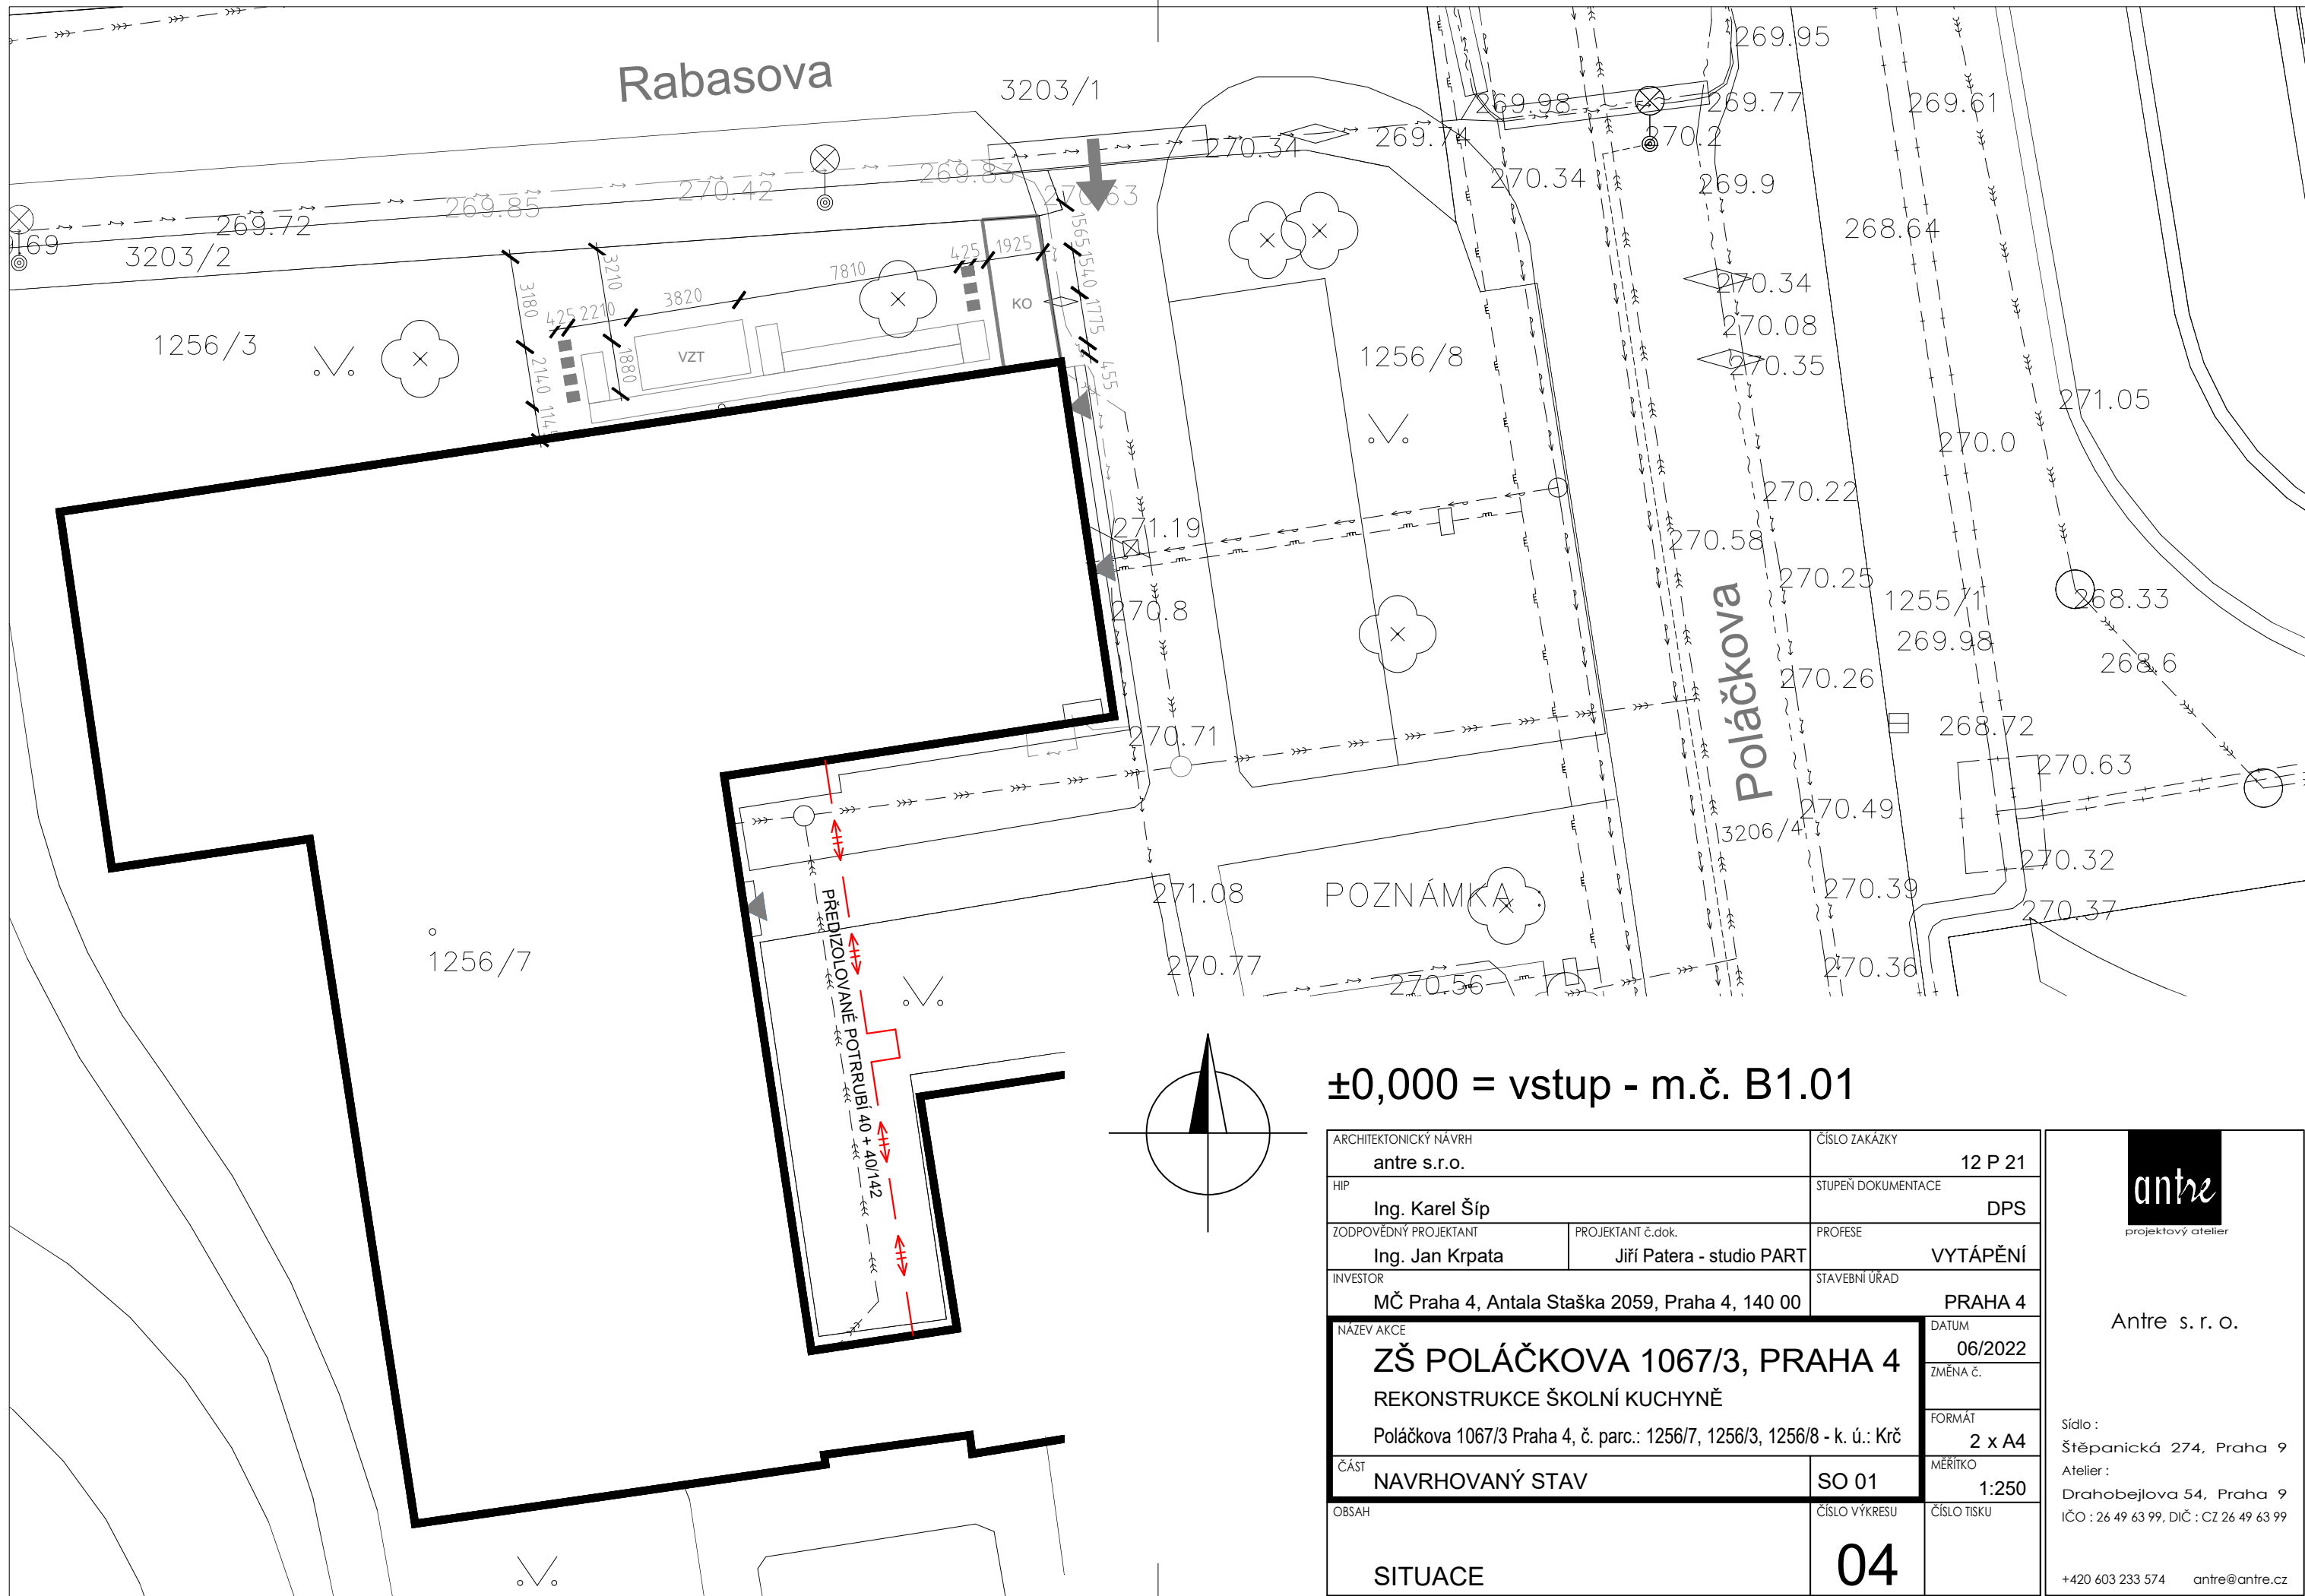 Rabasova
3203/1
269.95
269.98
269.77
269.61
269.74
270.2
270.34
269.83
270.42
269.85
269.72
3203/2
270.34
269.9
268.64
1565
1540
1775
455
425
1925
7810
3820
425
2210
3210
3180
2140
1880
KO
VZT
1256/3
1256/8
270.34
270.08
270.35
271.05
270.0
270.22
271.19
270.58
270.25
270.8
1255/1
268.33
269.98
268.6
Poláčkova
270.26
270.71
268.72
270.63
270.49
3206/4
270.32
271.08
POZNÁMKA
270.39
270.37
1256/7
270.77
270.56
270.36
PŘEDIZOLOVANÉ POTRRUBÍ 40 + 40/142
±0,000 = vstup - m.č. B1.01
ARCHITEKTONICKÝ NÁVRH
antre s.r.o.
ČÍSLO ZAKÁZKY
12 P 21
HIP
Ing. Karel Šíp
STUPEŇ DOKUMENTACE
DPS
ZODPOVĚDNÝ PROJEKTANT
Ing. Jan Krpata
PROJEKTANT č.dok.
Jiří Patera - studio PART
PROFESE
VYTÁPĚNÍ
INVESTOR
MČ Praha 4, Antala Staška 2059, Praha 4, 140 00
STAVEBNÍ ÚŘAD
PRAHA 4
NÁZEV AKCE
ZŠ POLÁČKOVA 1067/3, PRAHA 4
REKONSTRUKCE ŠKOLNÍ KUCHYNĚ
Poláčkova 1067/3 Praha 4, č. parc.: 1256/7, 1256/3, 1256/8 - k. ú.: Krč
DATUM
06/2022
ZMĚNA č.
FORMÁT
2 x A4
ČÁST
NAVRHOVANÝ STAV
SO 01
MĚŘÍTKO
1:250
OBSAH
SITUACE
ČÍSLO VÝKRESU
04
ČÍSLO TISKU
antre
projektový atelier
Antre s. r. o.
Sídlo :
Štěpanická 274, Praha 9
Atelier :
Drahobejlova 54, Praha 9
IČO : 26 49 63 99, DIČ : CZ 26 49 63 99
+420 603 233 574 antre@antre.cz